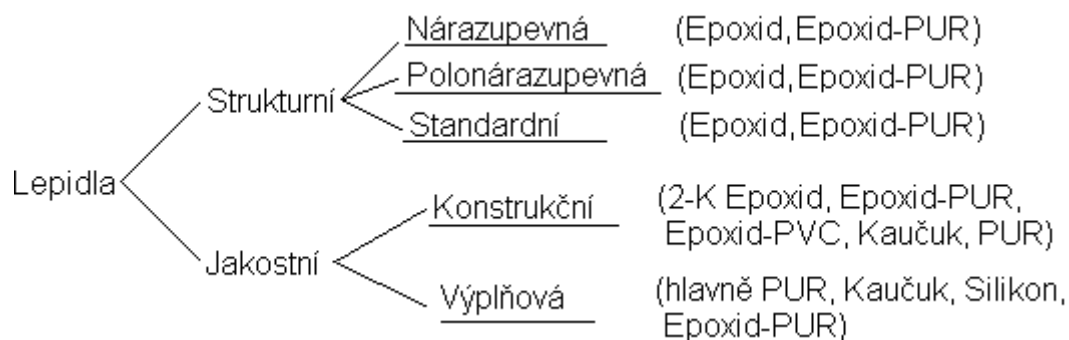 Nárazupevná (Epoxid, Epoxid-PUR)
Polonárazupevná (Epoxid, Epoxid-PUR)
Strukturní
Standardní (Epoxid, Epoxid-PUR)
Lepidla
Konstrukční (2-K Epoxid, Epoxid-PUR,
Epoxid-PVC, Kaučuk, PUR)
Jakostní
Výplňová (hlavně PUR, Kaučuk, Silikon,
Epoxid-PUR)